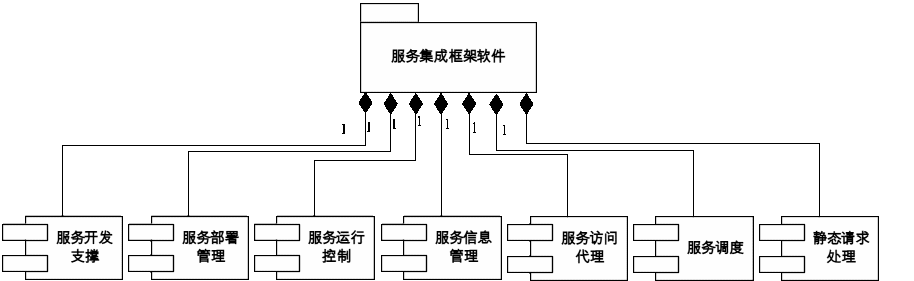 服务集成框架软件
1 1 1 1 1 1 1
服务开发
支撑
服务部署
管理
服务运行
控制
服务信息
管理
服务访问
代理
服务调度
静态请求
处理